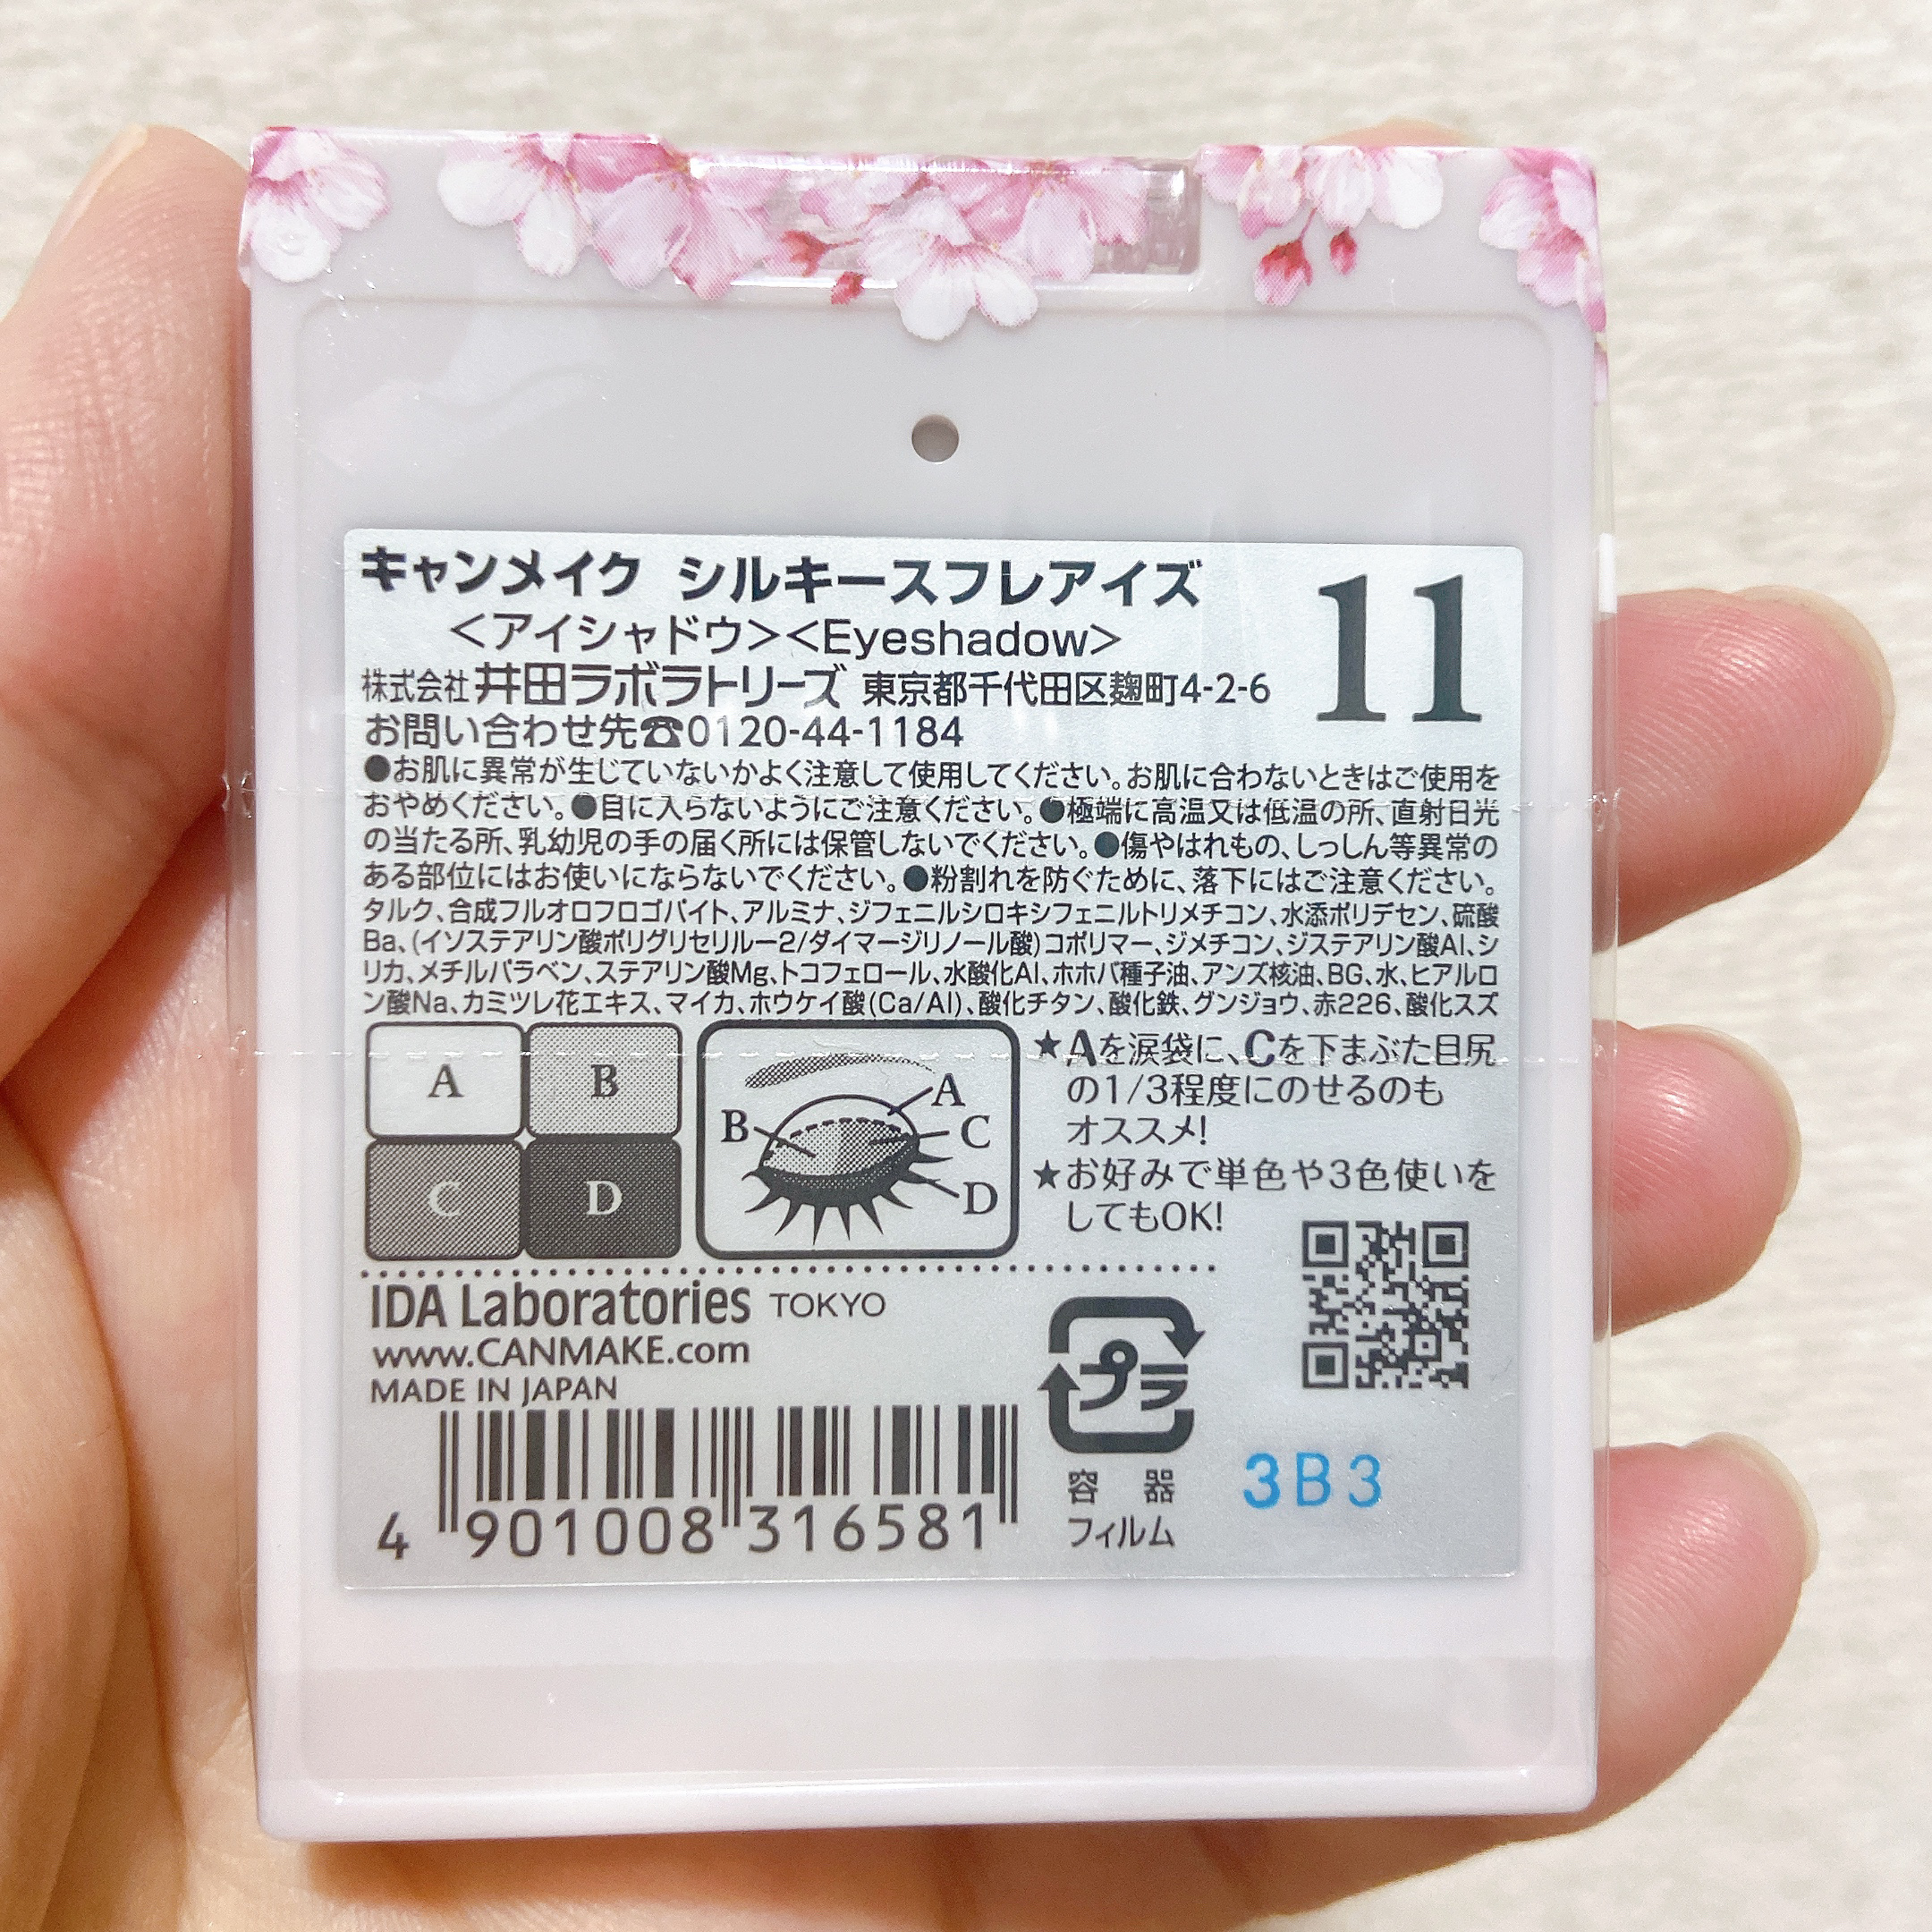 キャンメイク シルキースフレアイズ
11
<アイシャドウ><Eyeshadow>
株式会社 井田ラボラトリーズ 東京都千代田区麹町4-2-6
お問い合わせ先☎0120-44-1184
●お肌に異常が生じていないかよく注意して使用してください。お肌に合わないときはご使用を
おやめください。●目に入らないようにご注意ください。●極端に高温又は低温の所、直射日光
の当たる所、乳幼児の手の届く所には保管しないでください。●傷やはれもの、しっしん等異常の
ある部位にはお使いにならないでください。●粉割れを防ぐために、落下にはご注意ください。
タルク、合成フルオロフロゴパイト、アルミナ、ジフェニルシロキシフェニルトリメチコン、水添ポリデセン、硫酸
Ba、(イソステアリン酸ポリグリセリル-2/ダイマージリノール酸)コポリマー、ジメチコン、ジステアリン酸Al、シ
リカ、メチルパラベン、ステアリン酸Mg、トコフェロール、水酸化Al、ホホバ種子油、アンズ核油、BG、水、ヒアルロ
ン酸Na、カミツレ花エキス、マイカ、ホウケイ酸(Ca/Al)、酸化チタン、酸化鉄、グンジョウ、赤226、酸化スズ
A B
C D
A
B C
D
★Aを涙袋に、Cを下まぶた目尻
の1/3程度にのせるのも
オススメ!
★お好みで単色や3色使いを
してもOK!
IDA Laboratories TOKYO
www.CANMAKE.com
MADE IN JAPAN
4 901008 316581
プラ
容器
フィルム
3B3